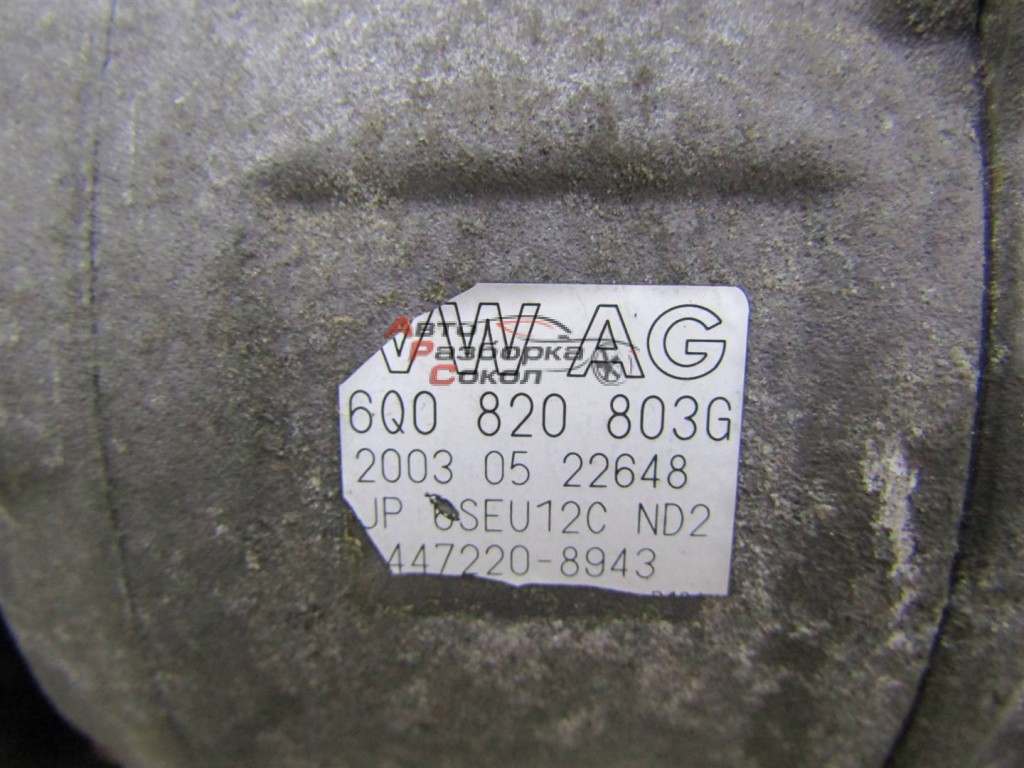 VW AG
Авто
Разборка
Сокол
6Q0 820 803G
2003 05 22648
JP 6SEU12C ND2
447220-8943